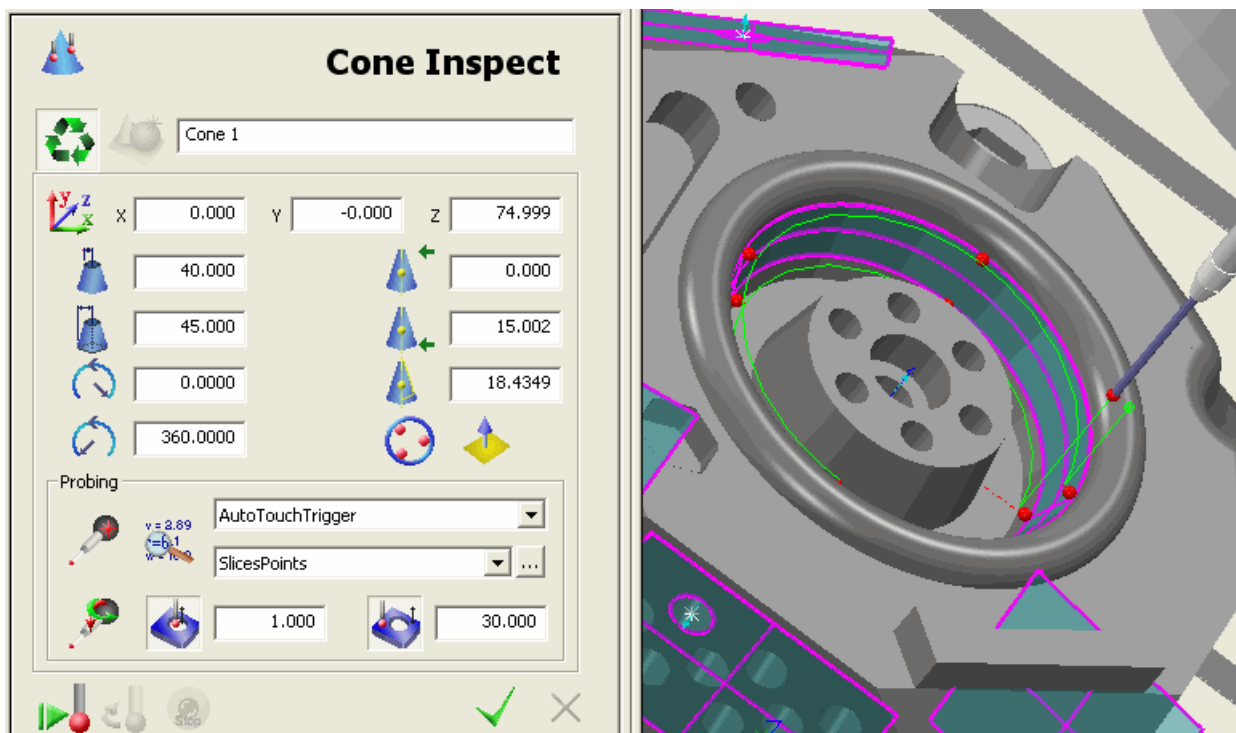 Cone Inspect
Cone 1
y z x X 0.000 Y -0.000 Z 74.999
40.000 0.000
45.000 15.002
0.0000 18.4349
360.0000
Probing
AutoTouchTrigger
SlicesPoints ...
1.000 30.000
Stop